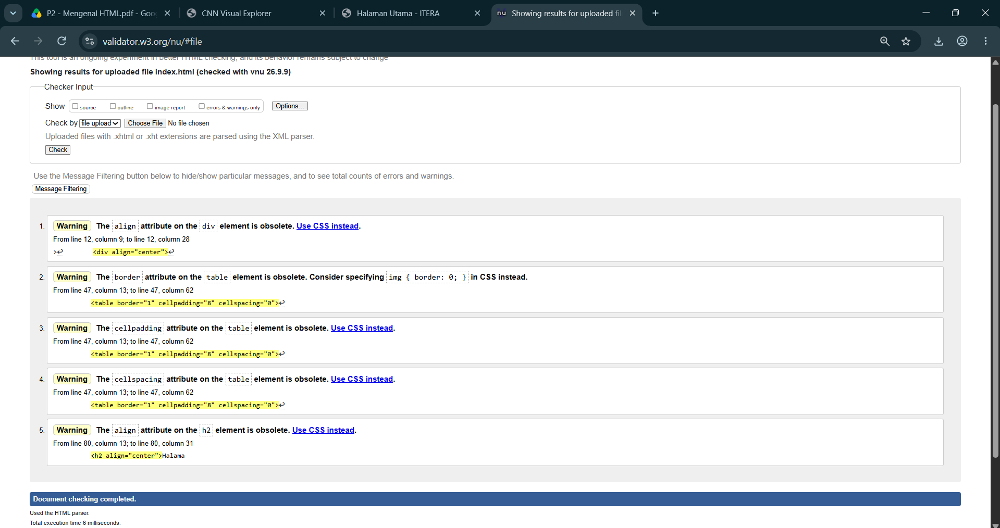 P2 - Mengenal HTML.pdf - Goo
CNN Visual Explorer
Halaman Utama - ITERA
nu Showing results for uploaded fil
validator.w3.org/nu/#file
This tool is an ongoing experiment in better HTML checking, and its behavior remains subject to change
Showing results for uploaded file index.html (checked with vnu 26.9.9)
Checker Input
Show source outline image report errors & warnings only Options...
Check by file upload Choose File No file chosen
Uploaded files with .xhtml or .xht extensions are parsed using the XML parser.
Check
Use the Message Filtering button below to hide/show particular messages, and to see total counts of errors and warnings.
Message Filtering
1. Warning The align attribute on the div element is obsolete. Use CSS instead.
From line 12, column 9; to line 12, column 28
>↩ <div align="center">↩
2. Warning The border attribute on the table element is obsolete. Consider specifying img { border: 0; } in CSS instead.
From line 47, column 13; to line 47, column 62
<table border="1" cellpadding="8" cellspacing="0">↩
3. Warning The cellpadding attribute on the table element is obsolete. Use CSS instead.
From line 47, column 13; to line 47, column 62
<table border="1" cellpadding="8" cellspacing="0">↩
4. Warning The cellspacing attribute on the table element is obsolete. Use CSS instead.
From line 47, column 13; to line 47, column 62
<table border="1" cellpadding="8" cellspacing="0">↩
5. Warning The align attribute on the h2 element is obsolete. Use CSS instead.
From line 80, column 13; to line 80, column 31
<h2 align="center">Halama
Document checking completed.
Used the HTML parser.
Total execution time 6 milliseconds.